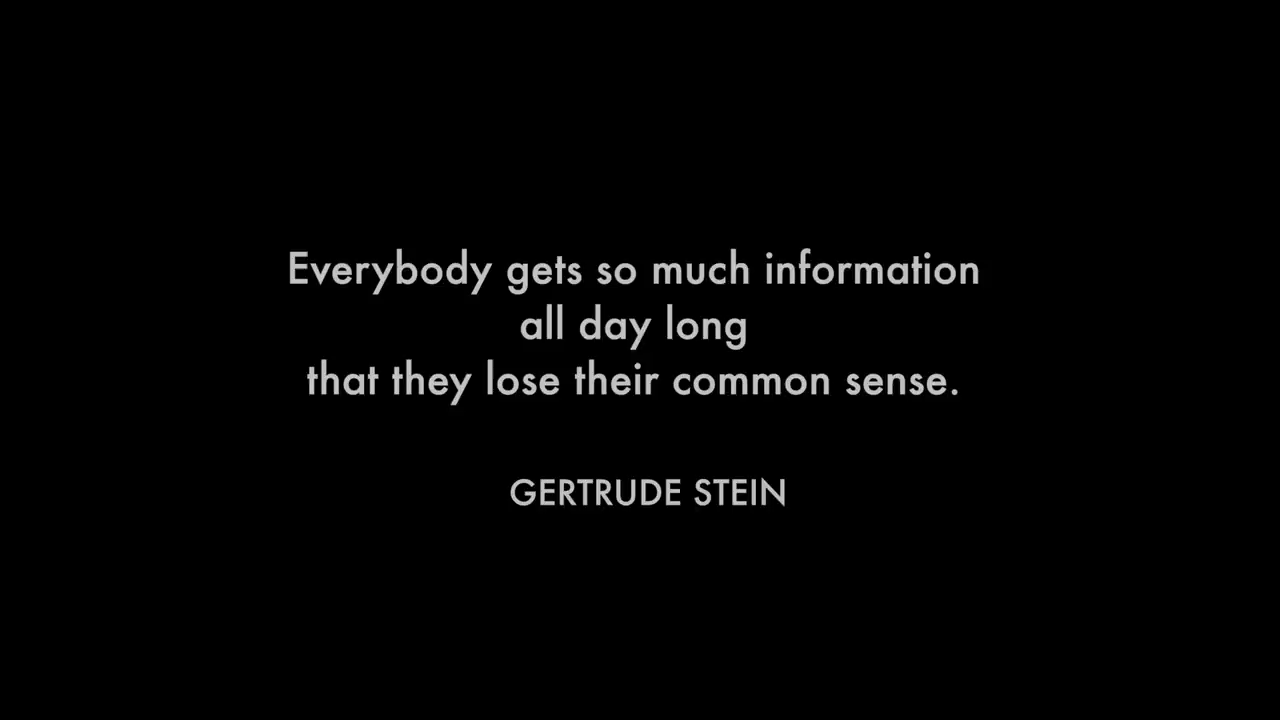 Everybody gets so much information
all day long
that they lose their common sense.
GERTRUDE STEIN